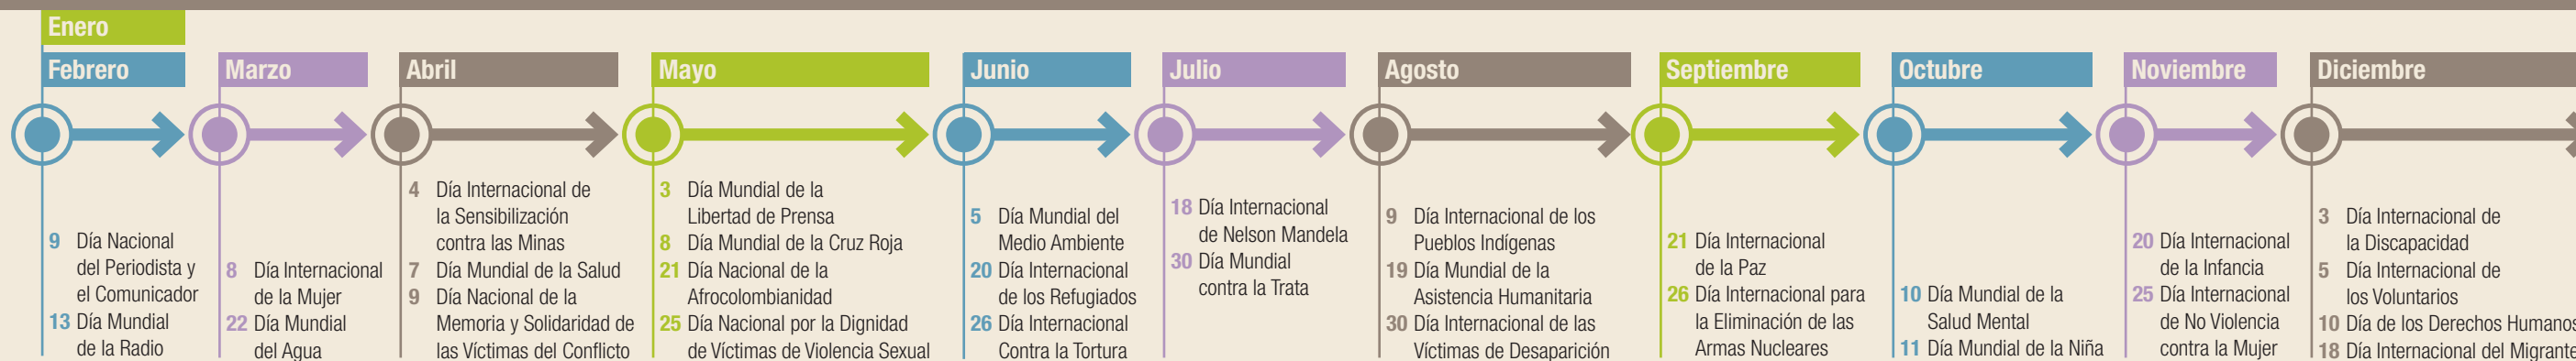 Enero
Febrero
9 Día Nacional
del Periodista y
el Comunicador
13 Día Mundial
de la Radio
Marzo
8 Día Internacional
de la Mujer
22 Día Mundial
del Agua
Abril
4 Día Internacional de
la Sensibilización
contra las Minas
7 Día Mundial de la Salud
9 Día Nacional de la
Memoria y Solidaridad de
las Víctimas del Conflicto
Mayo
3 Día Mundial de la
Libertad de Prensa
8 Día Mundial de la Cruz Roja
21 Día Nacional de la
Afrocolombianidad
25 Día Nacional por la Dignidad
de Víctimas de Violencia Sexual
Junio
5 Día Mundial del
Medio Ambiente
20 Día Internacional
de los Refugiados
26 Día Internacional
Contra la Tortura
Julio
18 Día Internacional
de Nelson Mandela
30 Día Mundial
contra la Trata
Agosto
9 Día Internacional de los
Pueblos Indígenas
19 Día Mundial de la
Asistencia Humanitaria
30 Día Internacional de las
Víctimas de Desaparición
Septiembre
21 Día Internacional
de la Paz
26 Día Internacional para
la Eliminación de las
Armas Nucleares
Octubre
10 Día Mundial de la
Salud Mental
11 Día Mundial de la Niña
Noviembre
20 Día Internacional
de la Infancia
25 Día Internacional
de No Violencia
contra la Mujer
Diciembre
3 Día Internacional de
la Discapacidad
5 Día Internacional de
los Voluntarios
10 Día de los Derechos Humanos
18 Día Internacional del Migrante